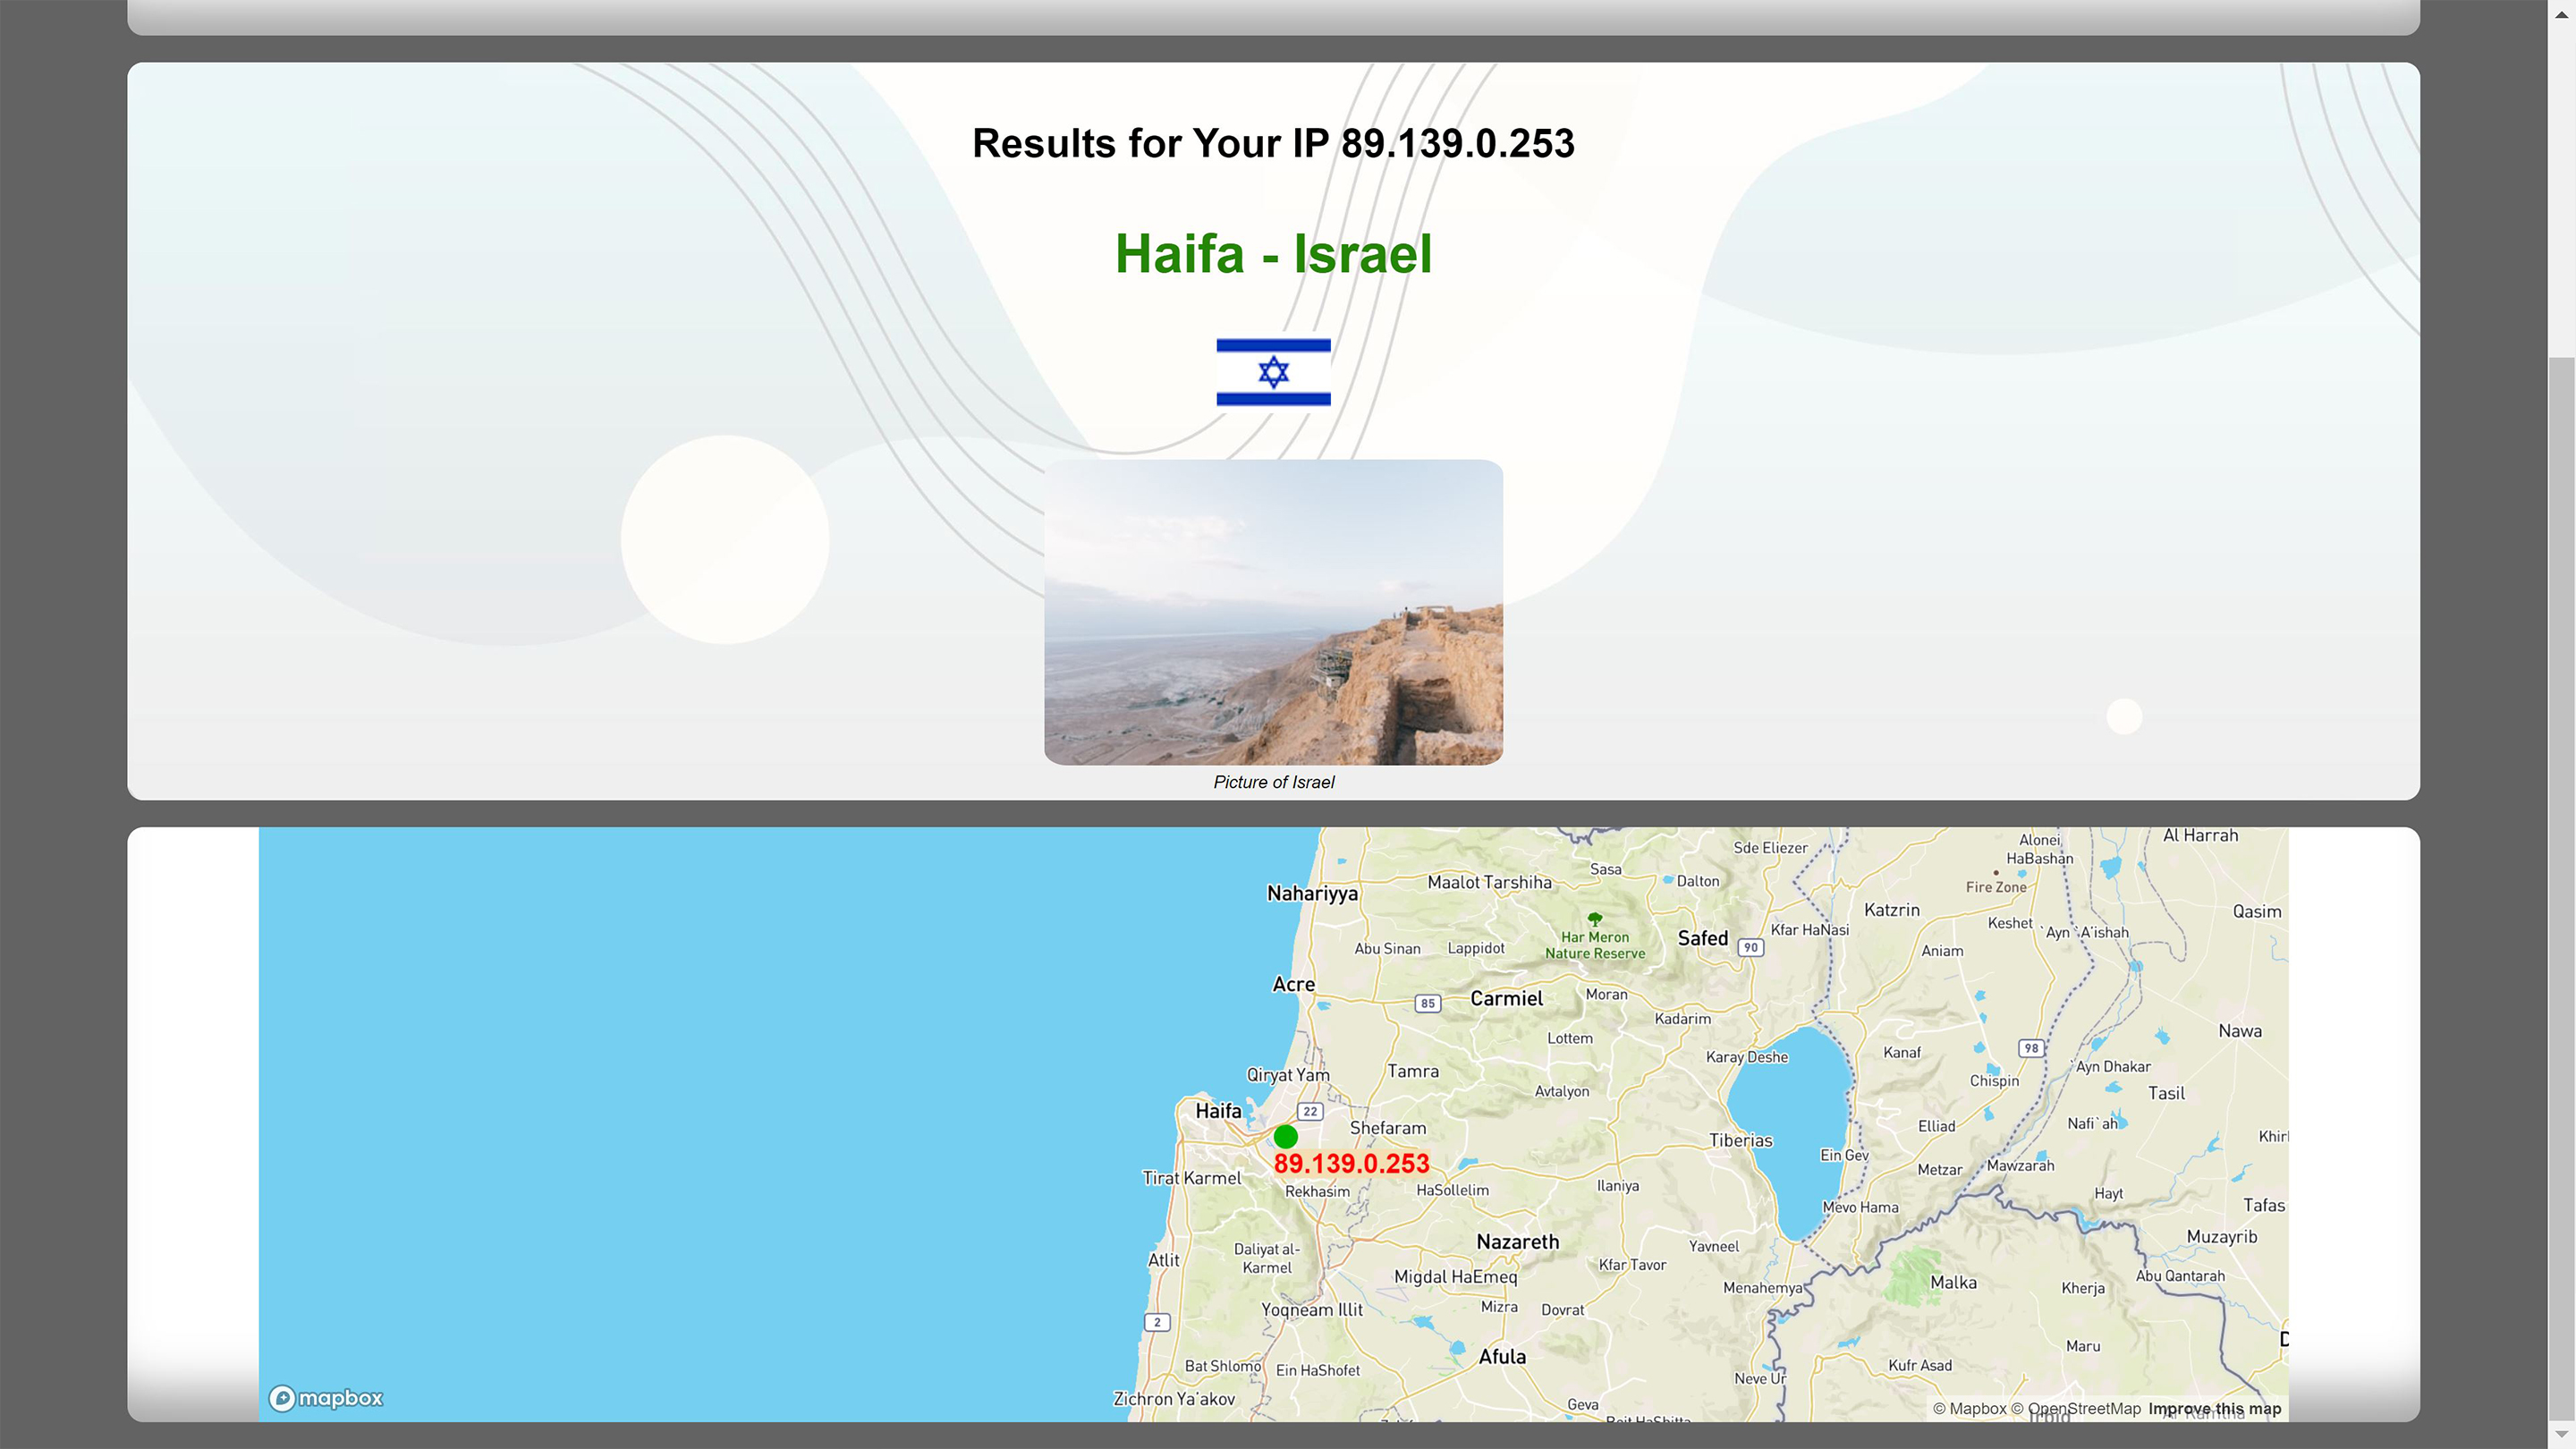 Results for Your IP 89.139.0.253
Haifa - Israel
Picture of Israel
Al Harrah
Alonei
HaBashan
Sde Eliezer
Sasa
Dalton
Maalot Tarshiha
Fire Zone
Nahariyya
Katzrin
Qasim
Keshet
Kfar HaNasi
`Ayn `A'ishah
Har Meron
Nature Reserve
Safed
90
Abu Sinan
Lappidot
Aniam
Acre
Carmiel
Moran
85
Kadarim
Nawa
Lottem
98
Kanaf
Karay Deshe
`Ayn Dhakar
Tamra
Qiryat Yam
Chispin
Avtalyon
Tasil
Haifa
22
Nafi`ah
Shefaram
Elliad
Khirl
Tiberias
Ein Gev
89.139.0.253
Mawzarah
Metzar
Tirat Karmel
Rekhasim
HaSollelim
Ilaniya
Hayt
Tafas
Mevo Hama
Muzayrib
Nazareth
Yavneel
Daliyat al-
Karmel
Atlit
Kfar Tavor
Migdal HaEmeq
Abu Qantarah
Malka
Menahemya
Kherja
Yoqneam Illit
Mizra
Dovrat
2
D
Maru
Afula
Kufr Asad
Bat Shlomo
Ein HaShofet
Neve Ur
mapbox
Zichron Ya'akov
Geva
© Mapbox © OpenStreetMap Improve this map
Irbid
Beit HaShitta